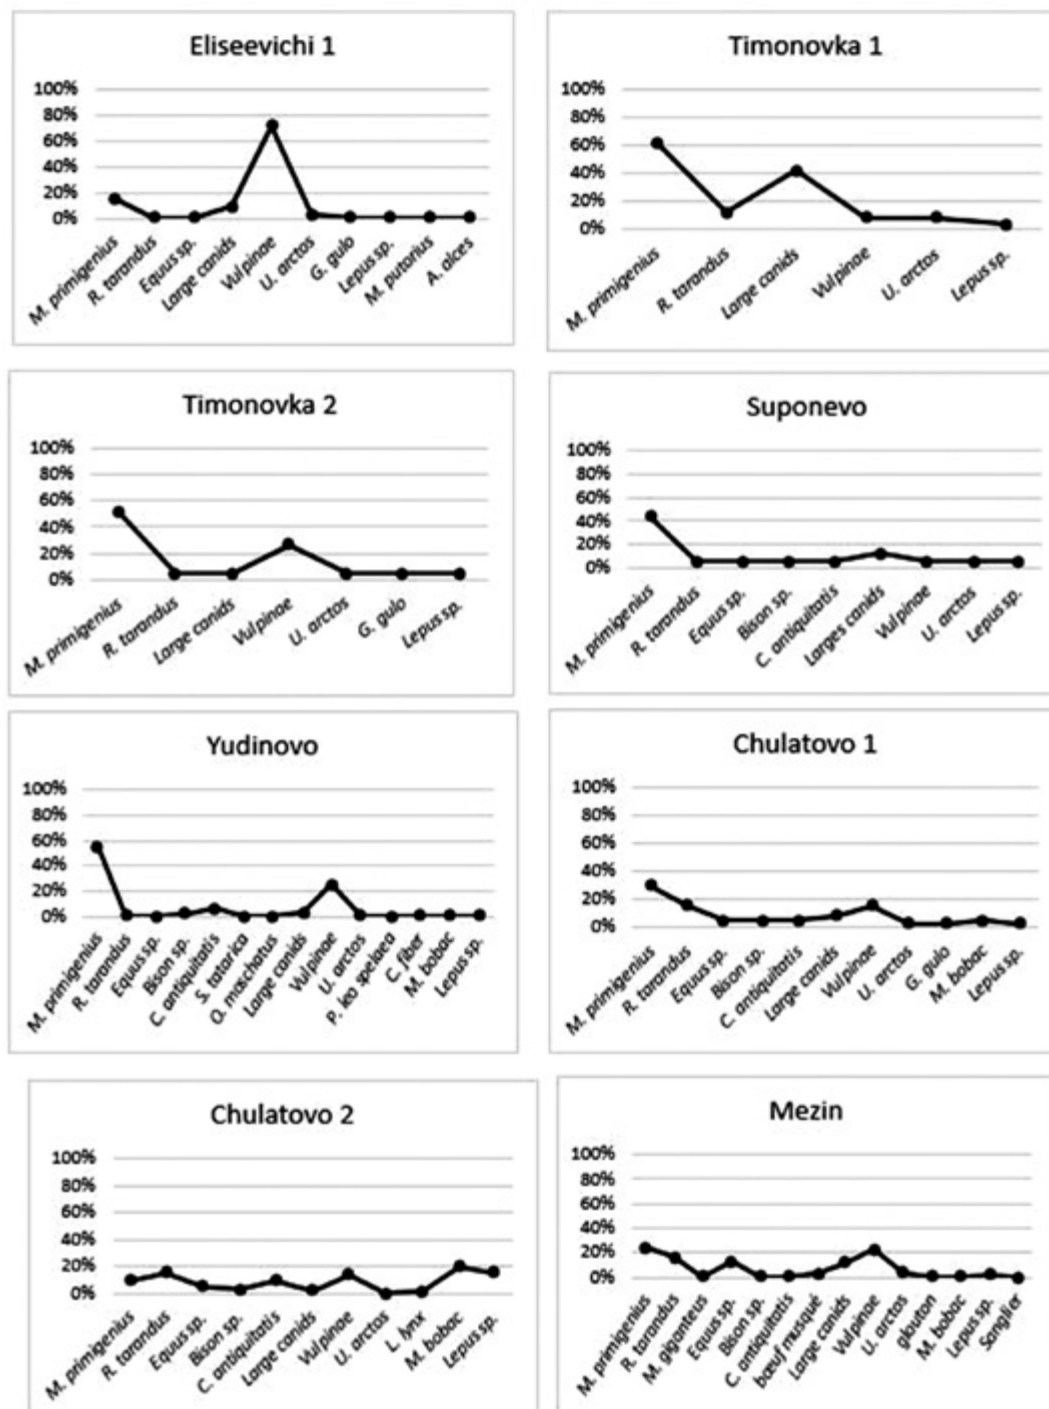 Eliseevichi 1
100%
80%
60%
40%
20%
0%
M. primigenius
R. tarandus
Equus sp.
Large canids
Vulpinae
U. arctos
G. gulo
Lepus sp.
M. putorius
A. alces
Timonovka 1
100%
80%
60%
40%
20%
0%
M. primigenius
R. tarandus
Large canids
Vulpinae
U. arctos
Lepus sp.
Timonovka 2
100%
80%
60%
40%
20%
0%
M. primigenius
R. tarandus
Large canids
Vulpinae
U. arctos
G. gulo
Lepus sp.
Suponevo
100%
80%
60%
40%
20%
0%
M. primigenius
R. tarandus
Equus sp.
Bison sp.
C. antiquitatis
Larges canids
Vulpinae
U. arctos
Lepus sp.
Yudinovo
100%
80%
60%
40%
20%
0%
M. primigenius
R. tarandus
Equus sp.
Bison sp.
C. antiquitatis
S. tatarica
O. moschatus
Large canids
Vulpinae
U. arctos
P. leo spelaea
C. fiber
M. bobac
Lepus sp.
Chulatovo 1
100%
80%
60%
40%
20%
0%
M. primigenius
R. tarandus
Equus sp.
Bison sp.
C. antiquitatis
Large canids
Vulpinae
U. arctos
G. gulo
M. bobac
Lepus sp.
Chulatovo 2
100%
80%
60%
40%
20%
0%
M. primigenius
R. tarandus
Equus sp.
Bison sp.
C. antiquitatis
Large canids
Vulpinae
U. arctos
L. lynx
M. bobac
Lepus sp.
Mezin
100%
80%
60%
40%
20%
0%
M. primigenius
R. tarandus
M. giganteus
Equus sp.
Bison sp.
C. antiquitatis
bœuf musqué
Large canids
Vulpinae
U. arctos
glouton
M. bobac
Lepus sp.
Sanglier